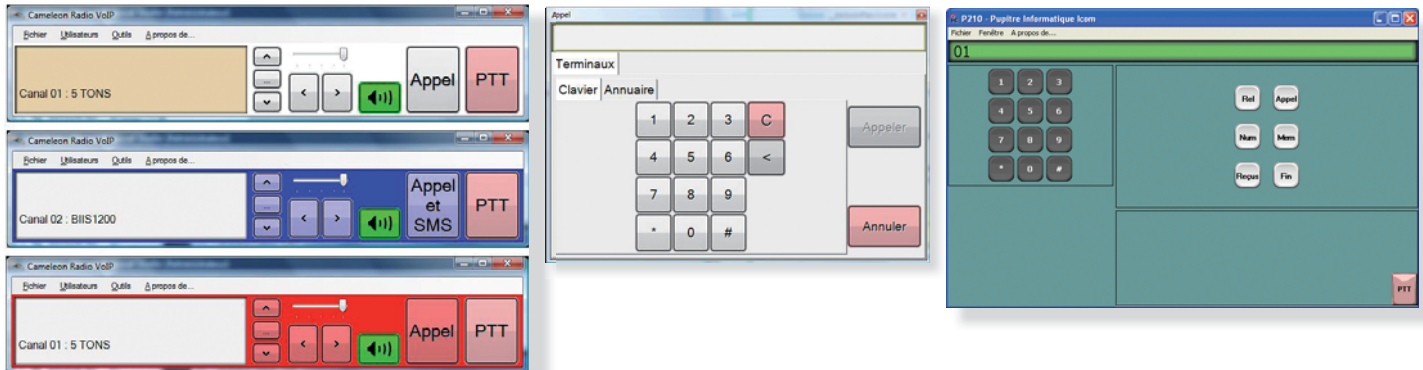 Cameleon Radio VoIP
Fichier Utilisateurs Outils A propos de...
Canal 01 : 5 TONS
...
Appel
PTT
Cameleon Radio VoIP
Fichier Utilisateurs Outils A propos de...
Canal 02 : BIIS1200
...
Appel
et
SMS
PTT
Cameleon Radio VoIP
Fichier Utilisateurs Outils A propos de...
Canal 01 : 5 TONS
...
Appel
PTT
Appel
Terminaux
Clavier Annuaire
1 2 3 C
4 5 6 <
7 8 9
* 0 #
Appeler
Annuler
P210 - Pupitre Informatique Icom
Fichier Fenêtre A propos de...
01
1 2 3
4 5 6
7 8 9
* 0 #
Rel Appel
Num Mem
Reçus Fin
PTT